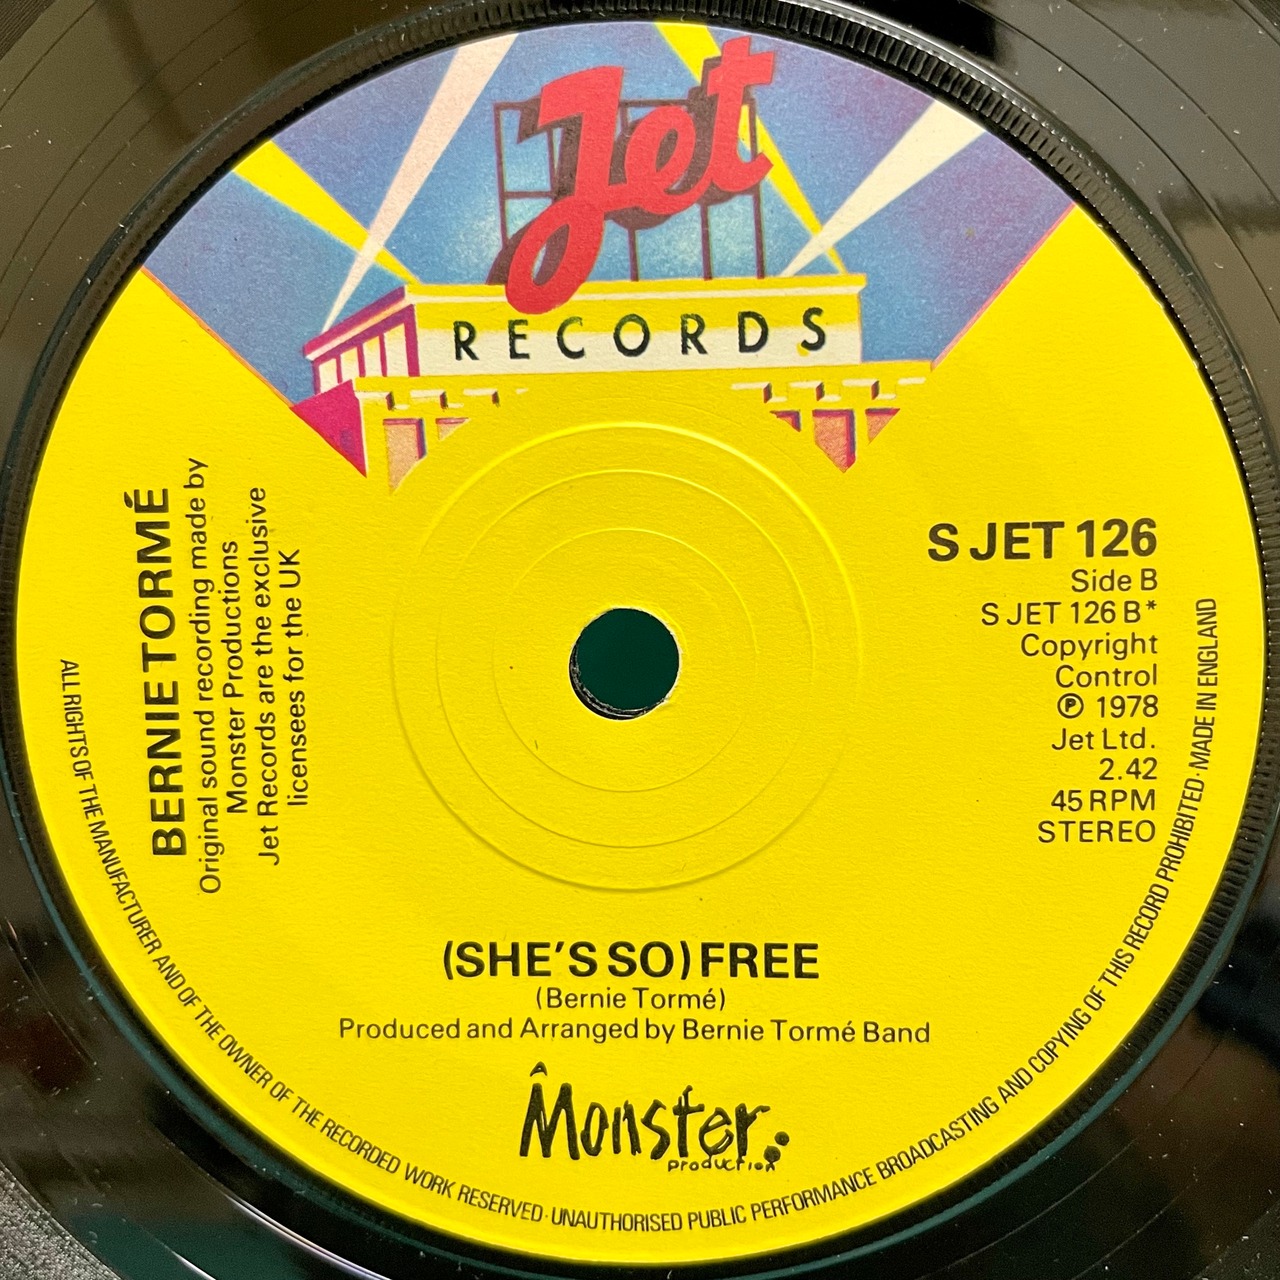 Jet
RECORDS
BERNIE TORMÉ
Original sound recording made by
Monster Productions
Jet Records are the exclusive
licensees for the UK
S JET 126
Side B
S JET 126 B*
Copyright
Control
℗ 1978
Jet Ltd.
2.42
45 RPM
STEREO
(SHE'S SO) FREE
(Bernie Tormé)
Produced and Arranged by Bernie Tormé Band
A Monster
production
ALL RIGHTS OF THE MANUFACTURER AND OF THE OWNER OF THE RECORDED WORK RESERVED · UNAUTHORISED PUBLIC PERFORMANCE BROADCASTING AND COPYING OF THIS RECORD PROHIBITED · MADE IN ENGLAND